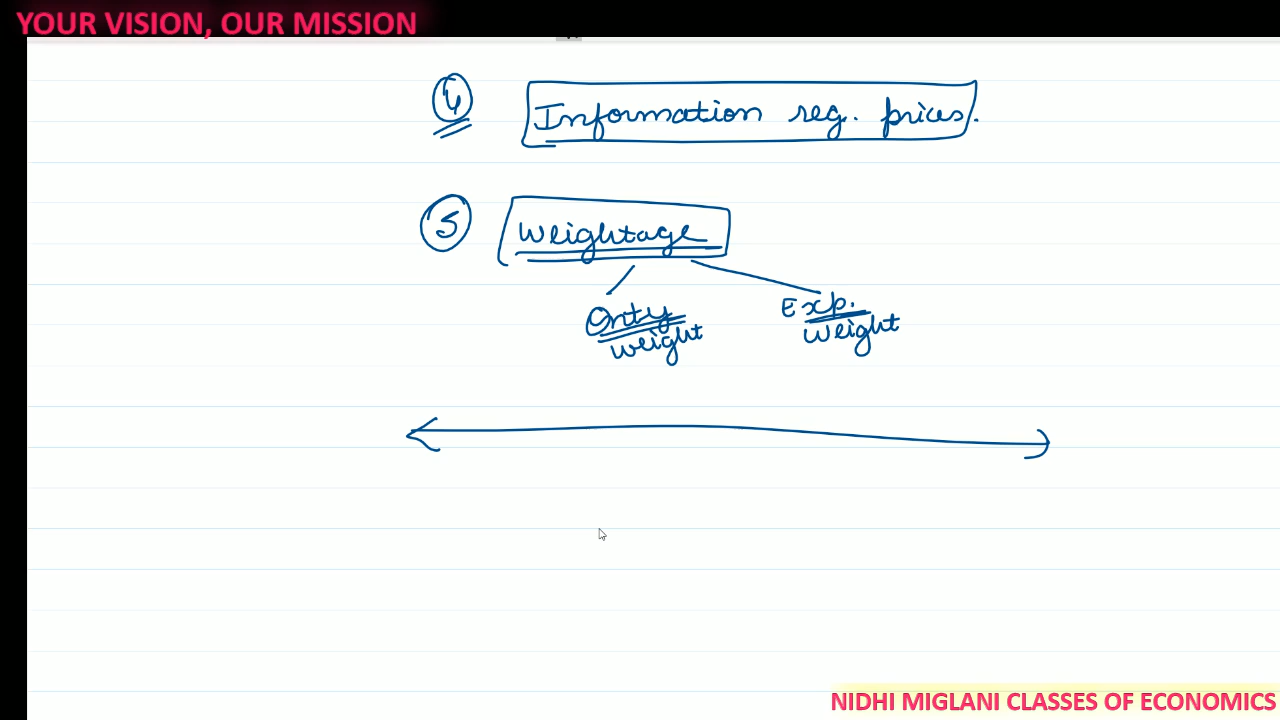 YOUR VISION, OUR MISSION
4 Information reg. prices.
5 Weightage
Qnty weight
Exp. weight
NIDHI MIGLANI CLASSES OF ECONOMICS